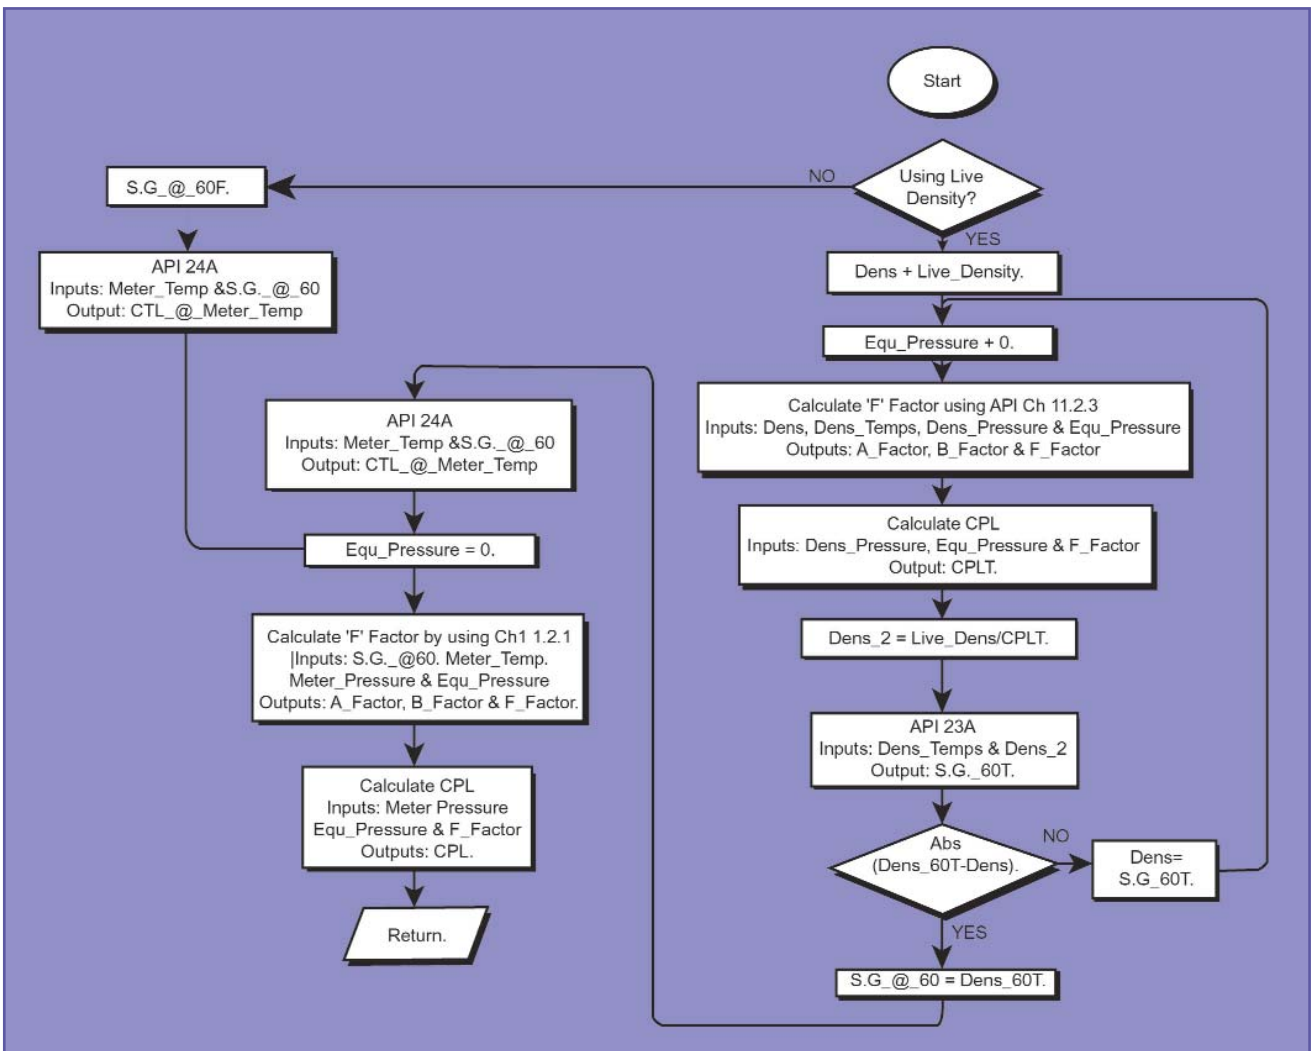 Start
Using Live
Density?
NO
YES
S.G_@_60F.
API 24A
Inputs: Meter_Temp &S.G._@_60
Output: CTL_@_Meter_Temp
Dens + Live_Density.
Equ_Pressure + 0.
Calculate 'F' Factor using API Ch 11.2.3
Inputs: Dens, Dens_Temps, Dens_Pressure & Equ_Pressure
Outputs: A_Factor, B_Factor & F_Factor
Calculate CPL
Inputs: Dens_Pressure, Equ_Pressure & F_Factor
Output: CPLT.
Dens_2 = Live_Dens/CPLT.
API 23A
Inputs: Dens_Temps & Dens_2
Output: S.G._60T.
Abs
(Dens_60T-Dens).
NO
Dens=
S.G_60T.
YES
S.G_@_60 = Dens_60T.
API 24A
Inputs: Meter_Temp &S.G._@_60
Output: CTL_@_Meter_Temp
Equ_Pressure = 0.
Calculate 'F' Factor by using Ch1 1.2.1
|Inputs: S.G._@60. Meter_Temp.
Meter_Pressure & Equ_Pressure
Outputs: A_Factor, B_Factor & F_Factor.
Calculate CPL
Inputs: Meter Pressure
Equ_Pressure & F_Factor
Outputs: CPL.
Return.